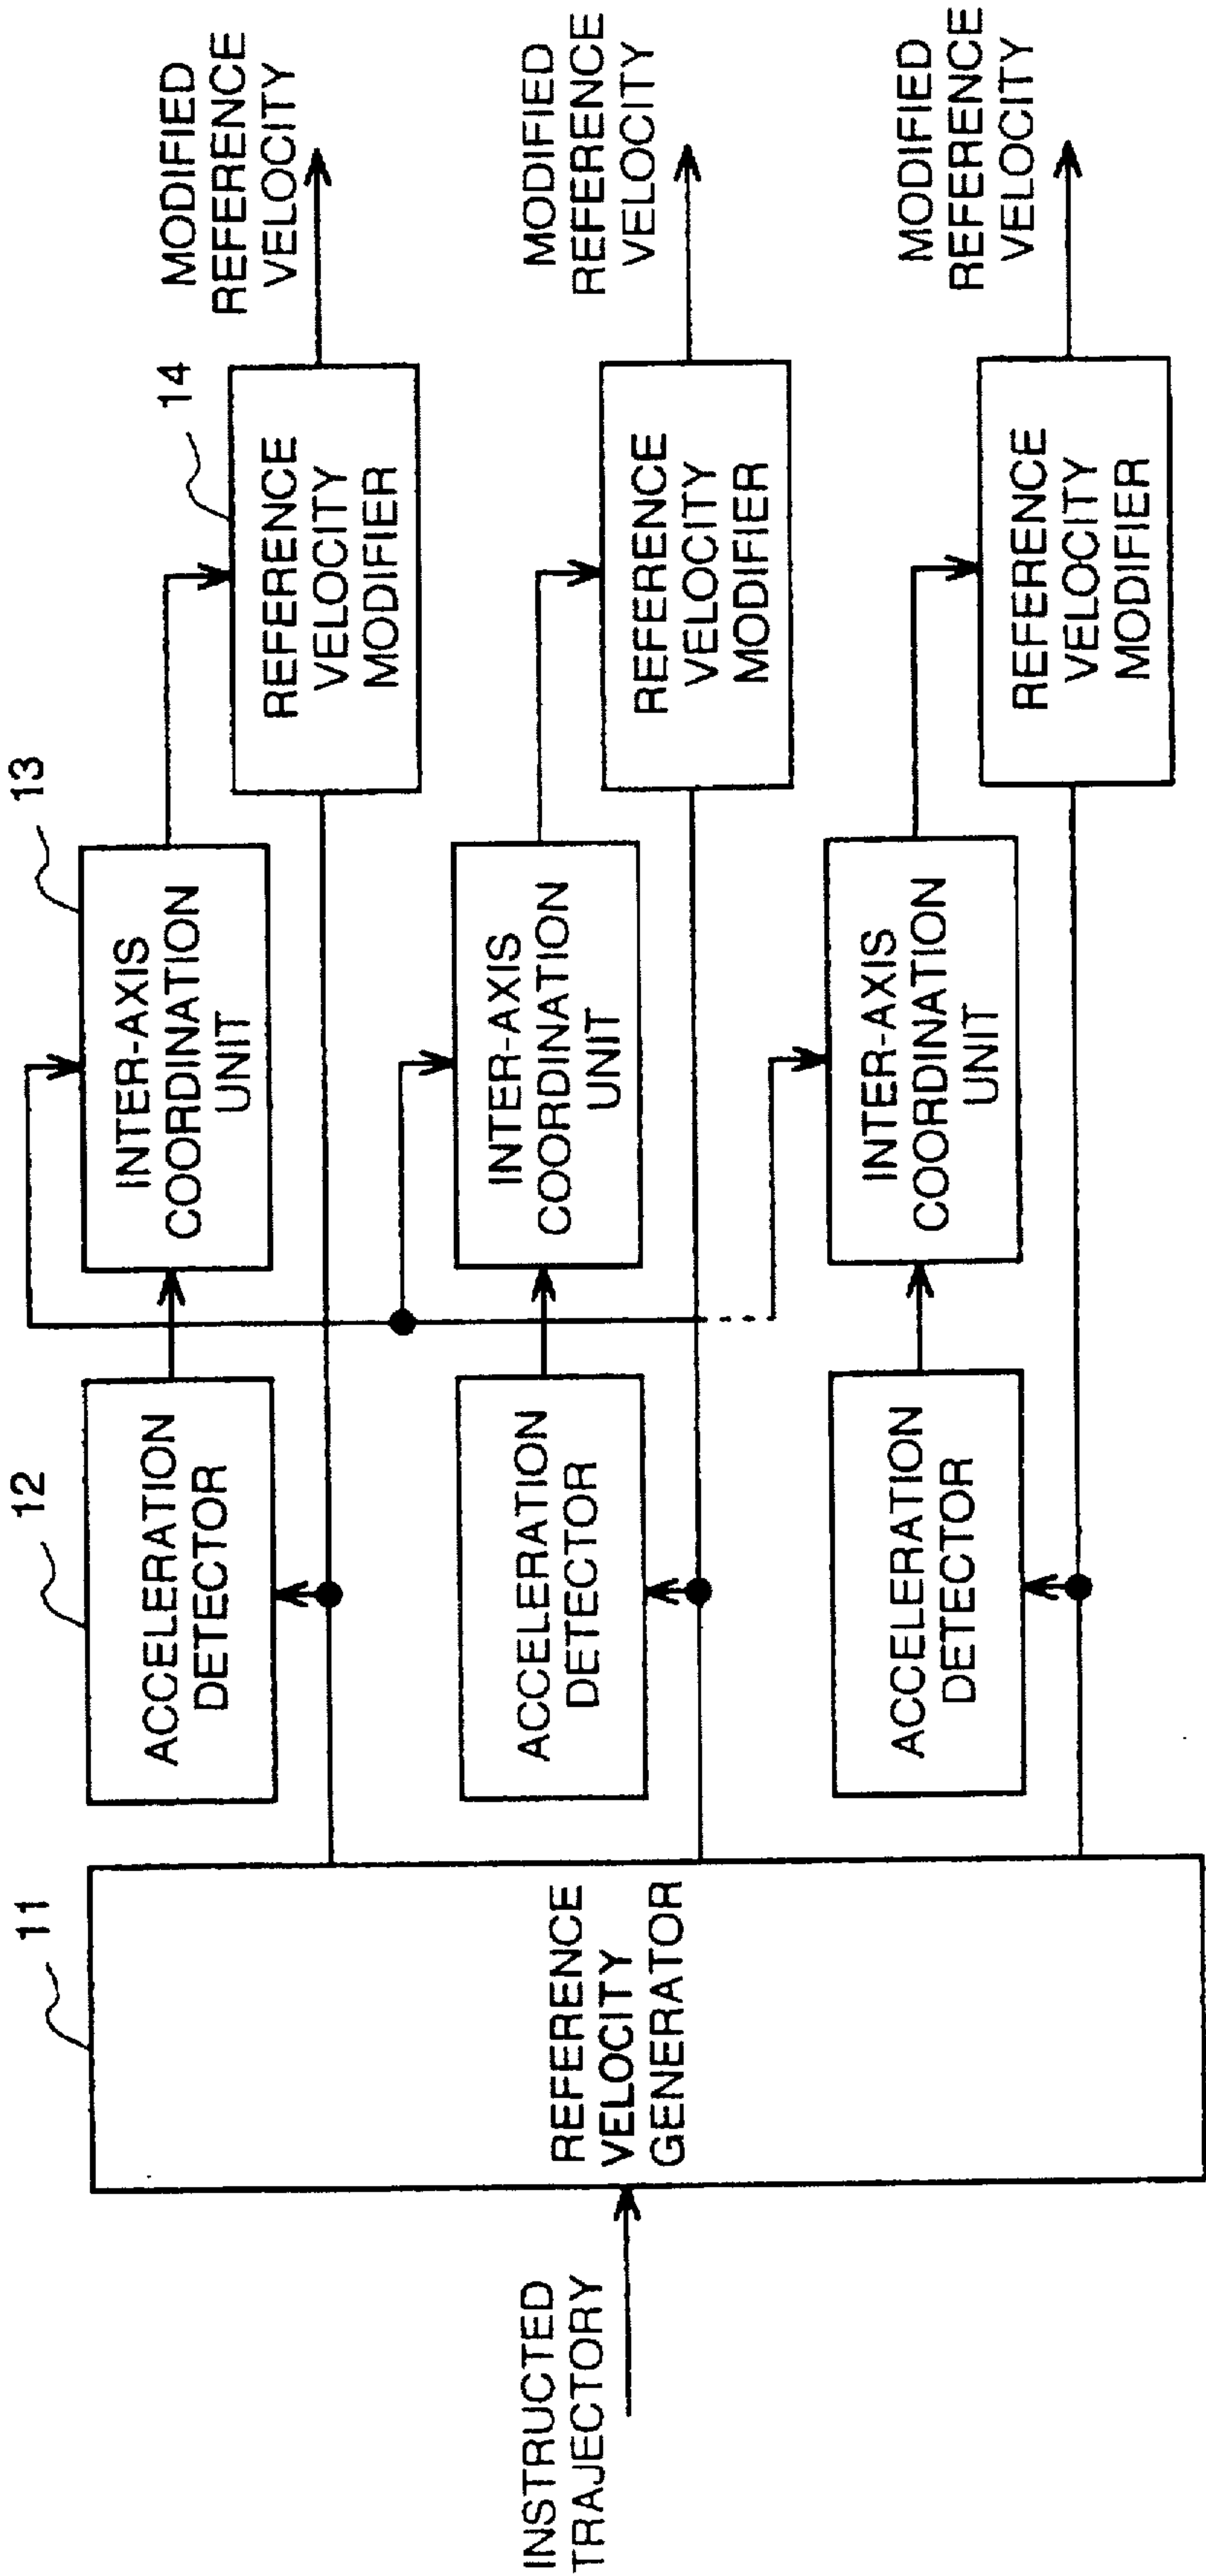 INSTRUCTED
TRAJECTORY
11
REFERENCE
VELOCITY
GENERATOR
12
ACCELERATION
DETECTOR
13
INTER-AXIS
COORDINATION
UNIT
14
REFERENCE
VELOCITY
MODIFIER
MODIFIED
REFERENCE
VELOCITY
ACCELERATION
DETECTOR
INTER-AXIS
COORDINATION
UNIT
REFERENCE
VELOCITY
MODIFIER
MODIFIED
REFERENCE
VELOCITY
ACCELERATION
DETECTOR
INTER-AXIS
COORDINATION
UNIT
REFERENCE
VELOCITY
MODIFIER
MODIFIED
REFERENCE
VELOCITY